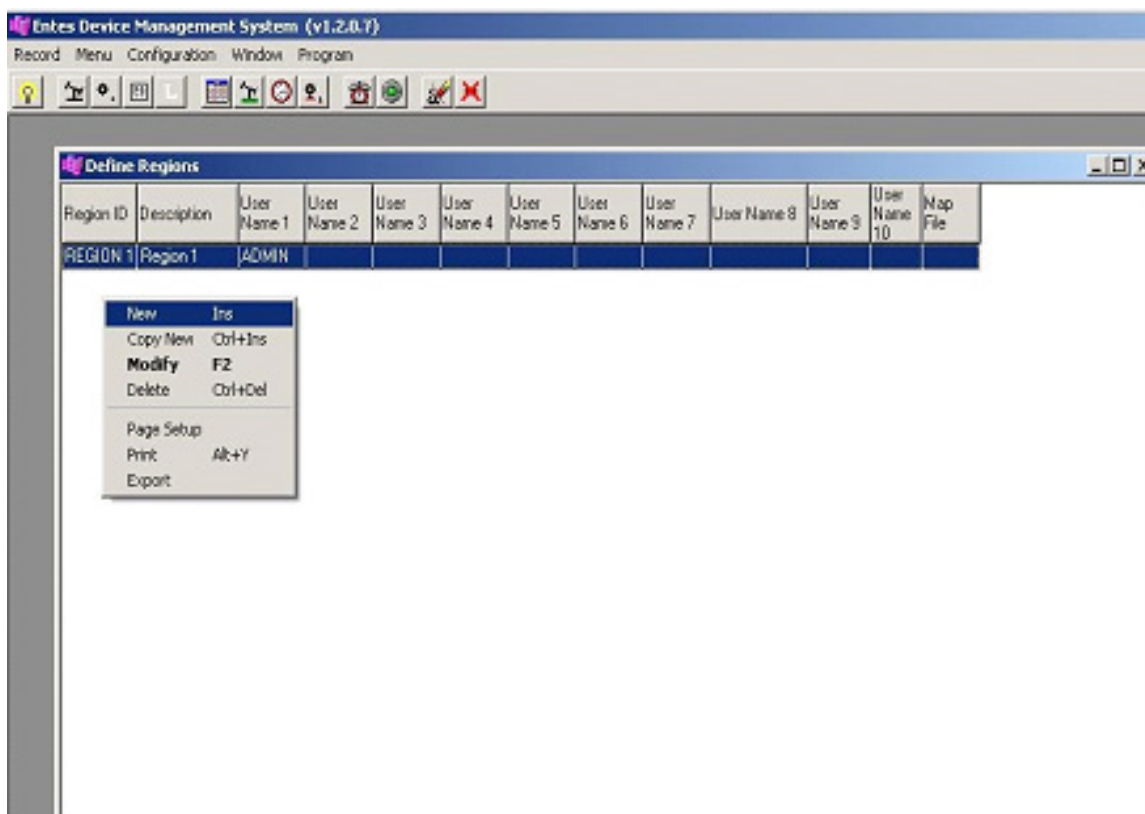 Entes Device Management System (v1.2.0.7)
Record Menu Configuration Window Program
Define Regions
Region ID Description User Name 1 User Name 2 User Name 3 User Name 4 User Name 5 User Name 6 User Name 7 User Name 8 User Name 9 User Name 10 Map File
REGION 1 Region 1 ADMIN
New Ins
Copy New Ctrl+Ins
Modify F2
Delete Ctrl+Del
Page Setup
Print Alt+Y
Export